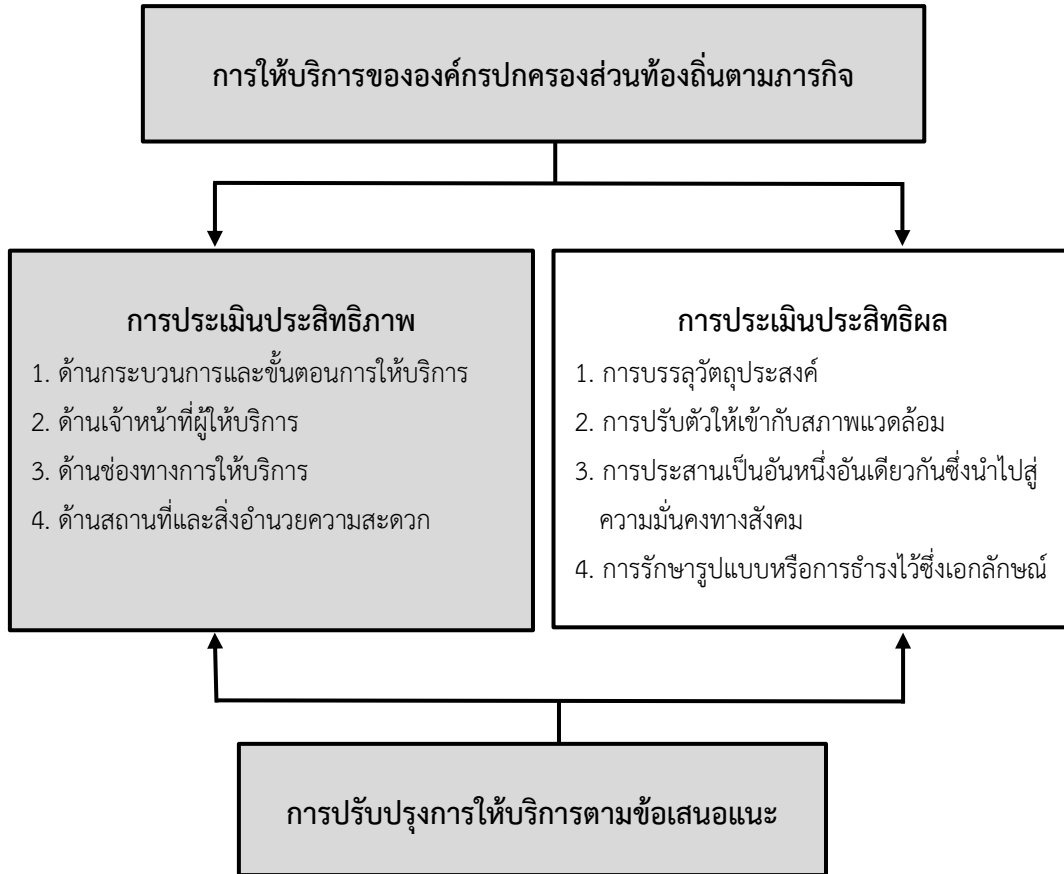 การให้บริการขององค์กรปกครองส่วนท้องถิ่นตามภารกิจ
การประเมินประสิทธิภาพ
1. ด้านกระบวนการและขั้นตอนการให้บริการ
2. ด้านเจ้าหน้าที่ผู้ให้บริการ
3. ด้านช่องทางการให้บริการ
4. ด้านสถานที่และสิ่งอำนวยความสะดวก
การประเมินประสิทธิผล
1. การบรรลุวัตถุประสงค์
2. การปรับตัวให้เข้ากับสภาพแวดล้อม
3. การประสานเป็นอันหนึ่งอันเดียวกันซึ่งนำไปสู่
ความมั่นคงทางสังคม
4. การรักษารูปแบบหรือการธำรงไว้ซึ่งเอกลักษณ์
การปรับปรุงการให้บริการตามข้อเสนอแนะ